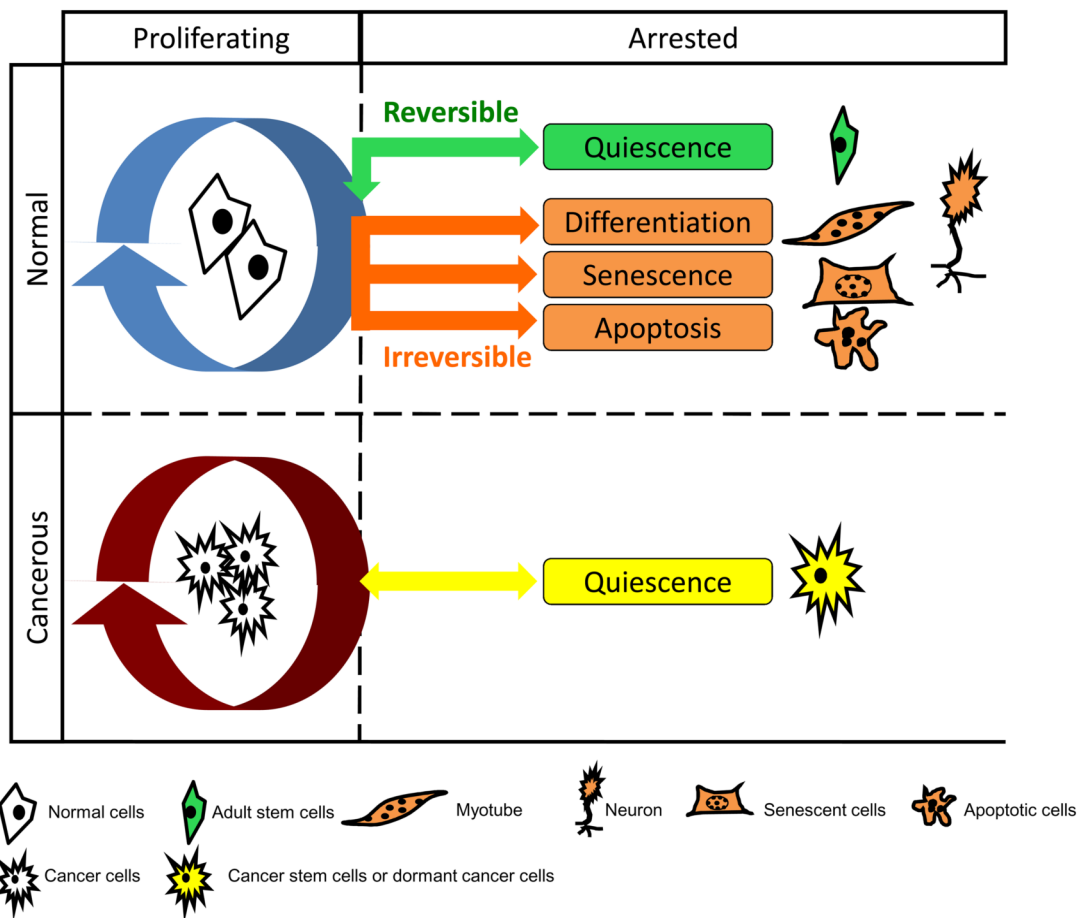 Proliferating
Arrested
Normal
Reversible
Quiescence
Differentiation
Senescence
Apoptosis
Irreversible
Cancerous
Quiescence
Normal cells
Adult stem cells
Myotube
Neuron
Senescent cells
Apoptotic cells
Cancer cells
Cancer stem cells or dormant cancer cells